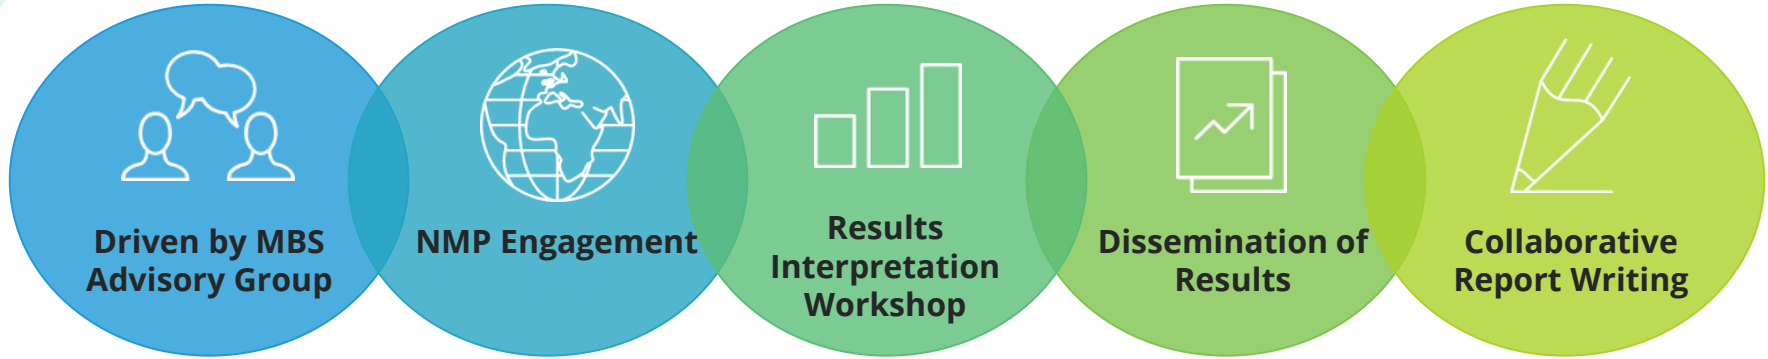 Driven by MBS
Advisory Group
NMP Engagement
Results
Interpretation
Workshop
Dissemination of
Results
Collaborative
Report Writing